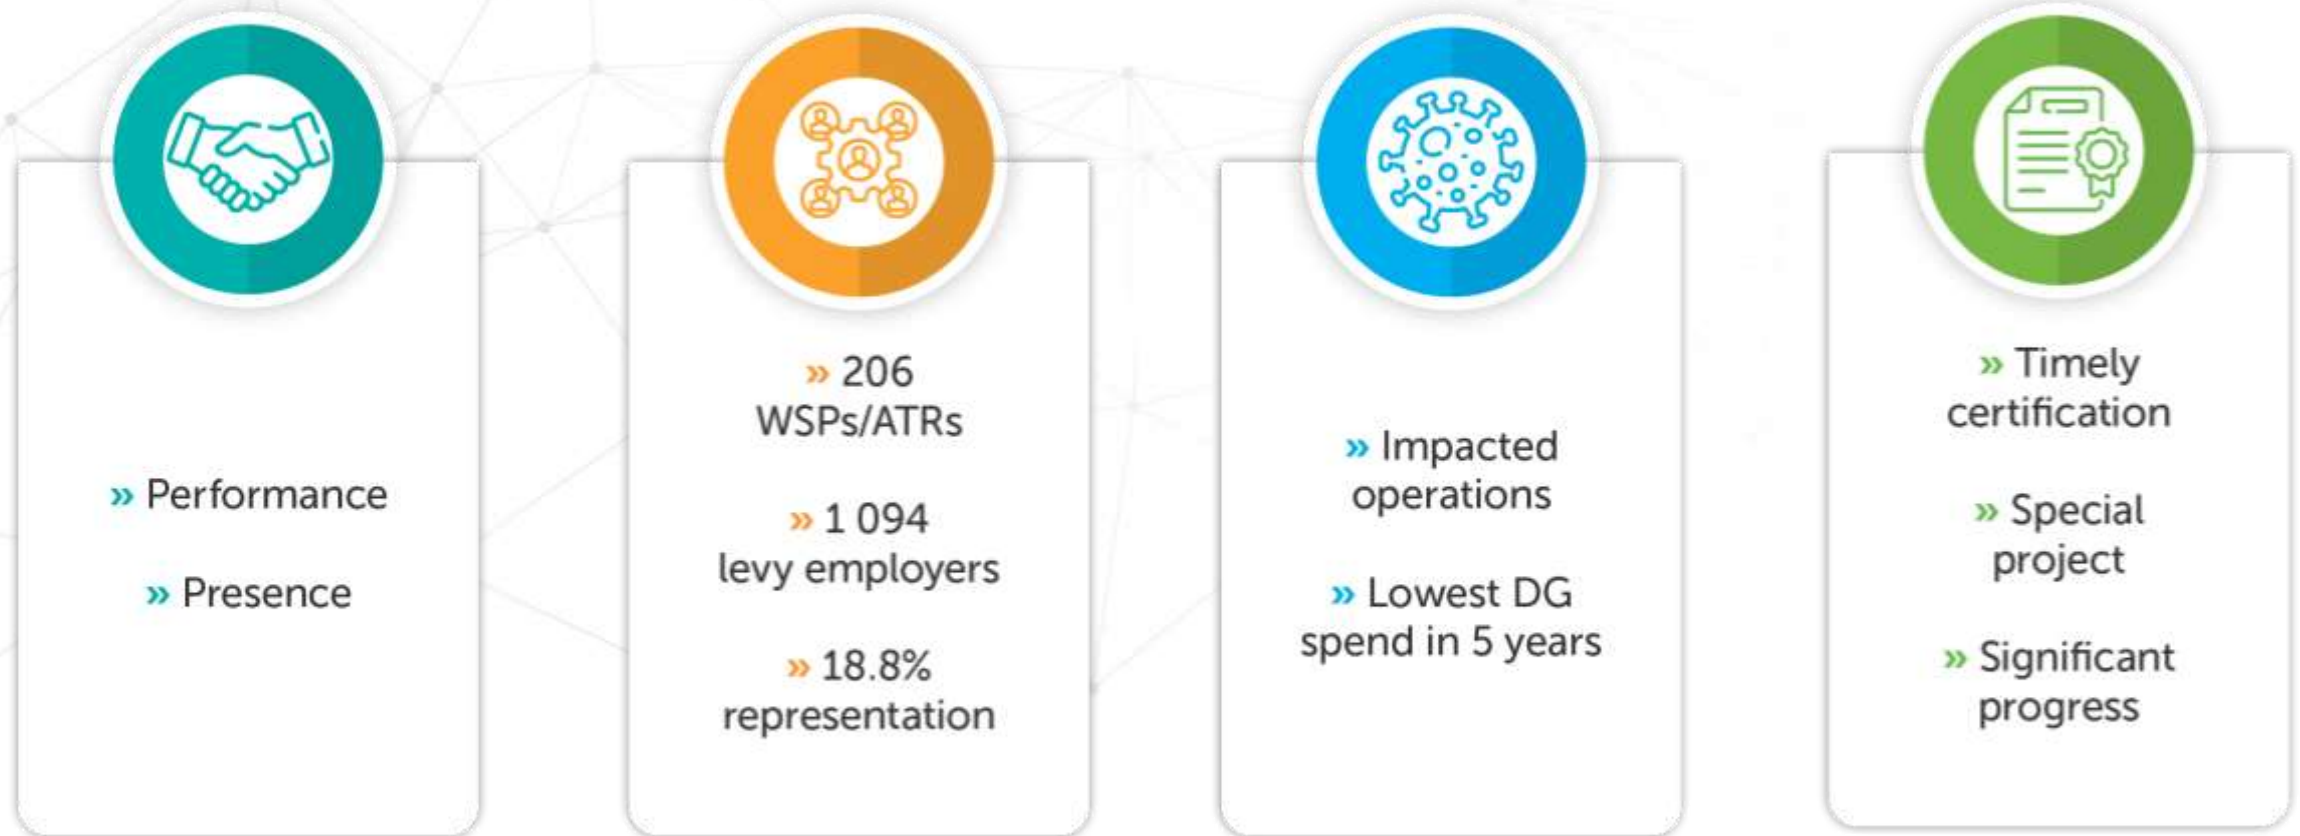 » Performance
» Presence
» 206
WSPs/ATRs
» 1 094
levy employers
» 18.8%
representation
» Impacted
operations
» Lowest DG
spend in 5 years
» Timely
certification
» Special
project
» Significant
progress